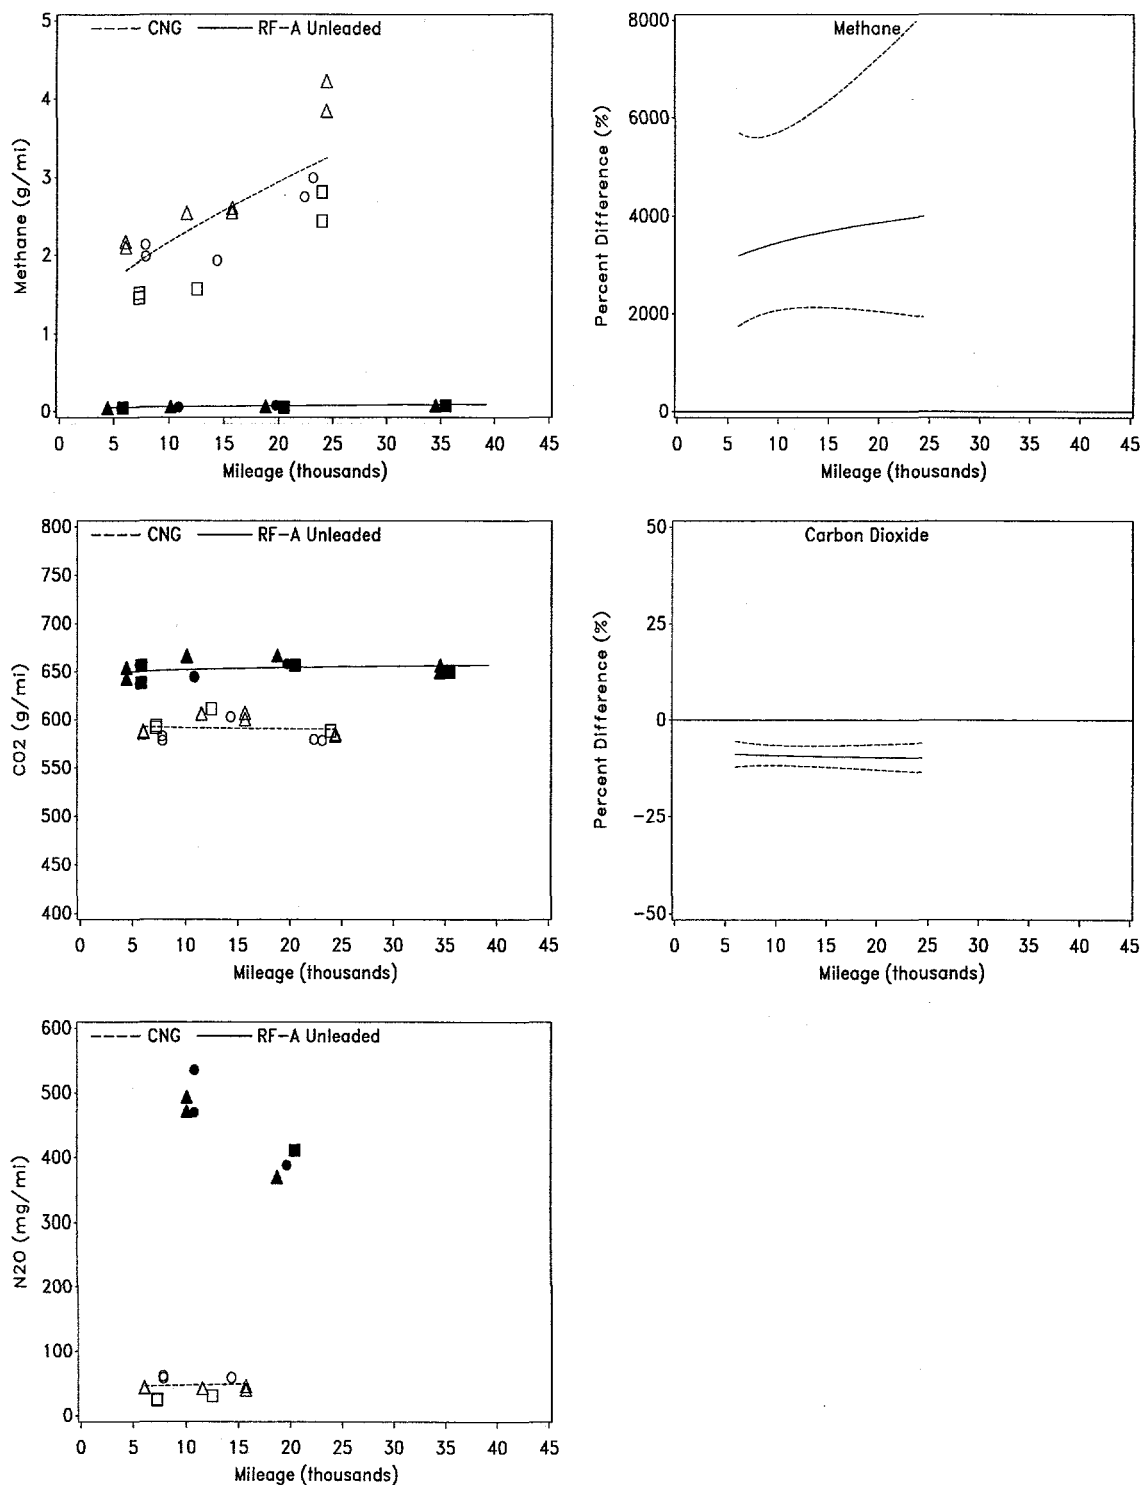 CNG RF-A Unleaded
5
4
3
2
1
0
Methane (g/mi)
0 5 10 15 20 25 30 35 40 45
Mileage (thousands)
Methane
8000
6000
4000
2000
0
Percent Difference (%)
0 5 10 15 20 25 30 35 40 45
Mileage (thousands)
CNG RF-A Unleaded
800
750
700
650
600
550
500
450
400
CO2 (g/mi)
0 5 10 15 20 25 30 35 40 45
Mileage (thousands)
Carbon Dioxide
50
25
0
-25
-50
Percent Difference (%)
0 5 10 15 20 25 30 35 40 45
Mileage (thousands)
CNG RF-A Unleaded
600
500
400
300
200
100
0
N2O (mg/mi)
0 5 10 15 20 25 30 35 40 45
Mileage (thousands)